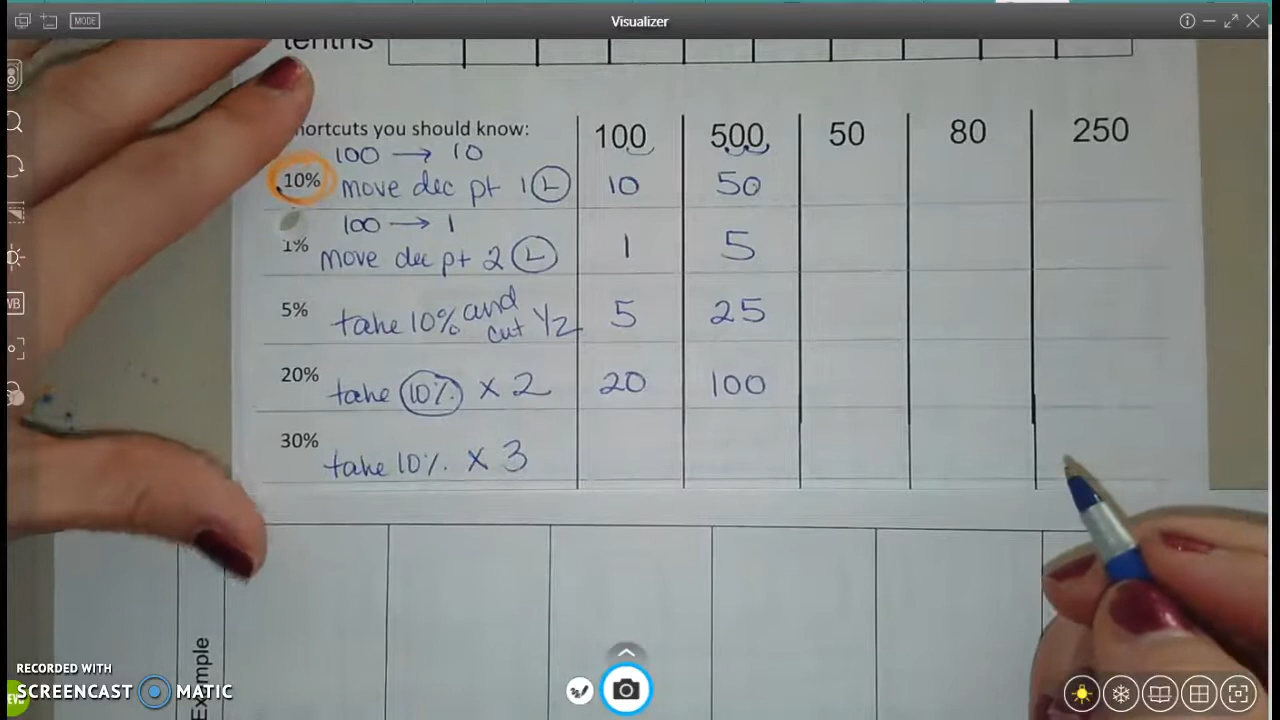 MODE
Visualizer
tenths
hortcuts you should know:
100 500 50 80 250
100 → 10
10% move dec pt 1 L 10 50
100 → 1
1% move dec pt 2 L 1 5
5% take 10% and cut 1/2 5 25
20% take 10% x 2 20 100
30% take 10% x 3
WB
Example
RECORDED WITH
SCREENCAST MATIC